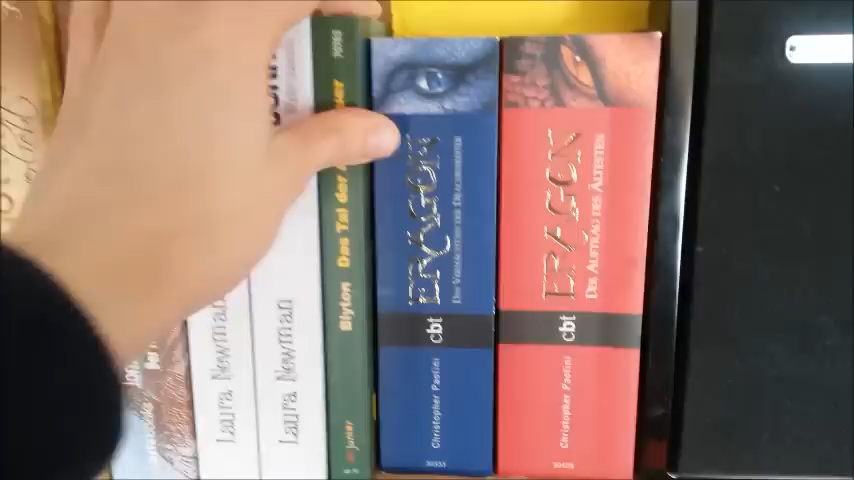 Laura Newman
Laura Newman
Blyton Das Tal der
junior
ERAGON
DAS VERMÄCHTNIS DER DRACHENREITER
cbt
Christopher Paolini
30333
ERAGON
DER AUFTRAG DES ÄLTESTEN
cbt
Christopher Paolini